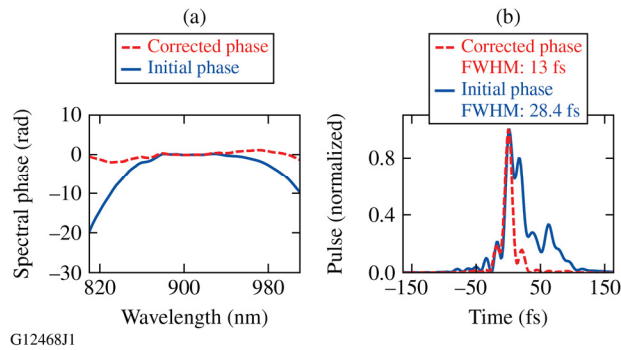 (a)
Corrected phase
Initial phase
Spectral phase (rad)
10
0
−10
−20
−30
820
900
980
Wavelength (nm)
(b)
Corrected phase
FWHM: 13 fs
Initial phase
FWHM: 28.4 fs
Pulse (normalized)
0.8
0.4
0.0
−150
−50
50
150
Time (fs)
G12468J1